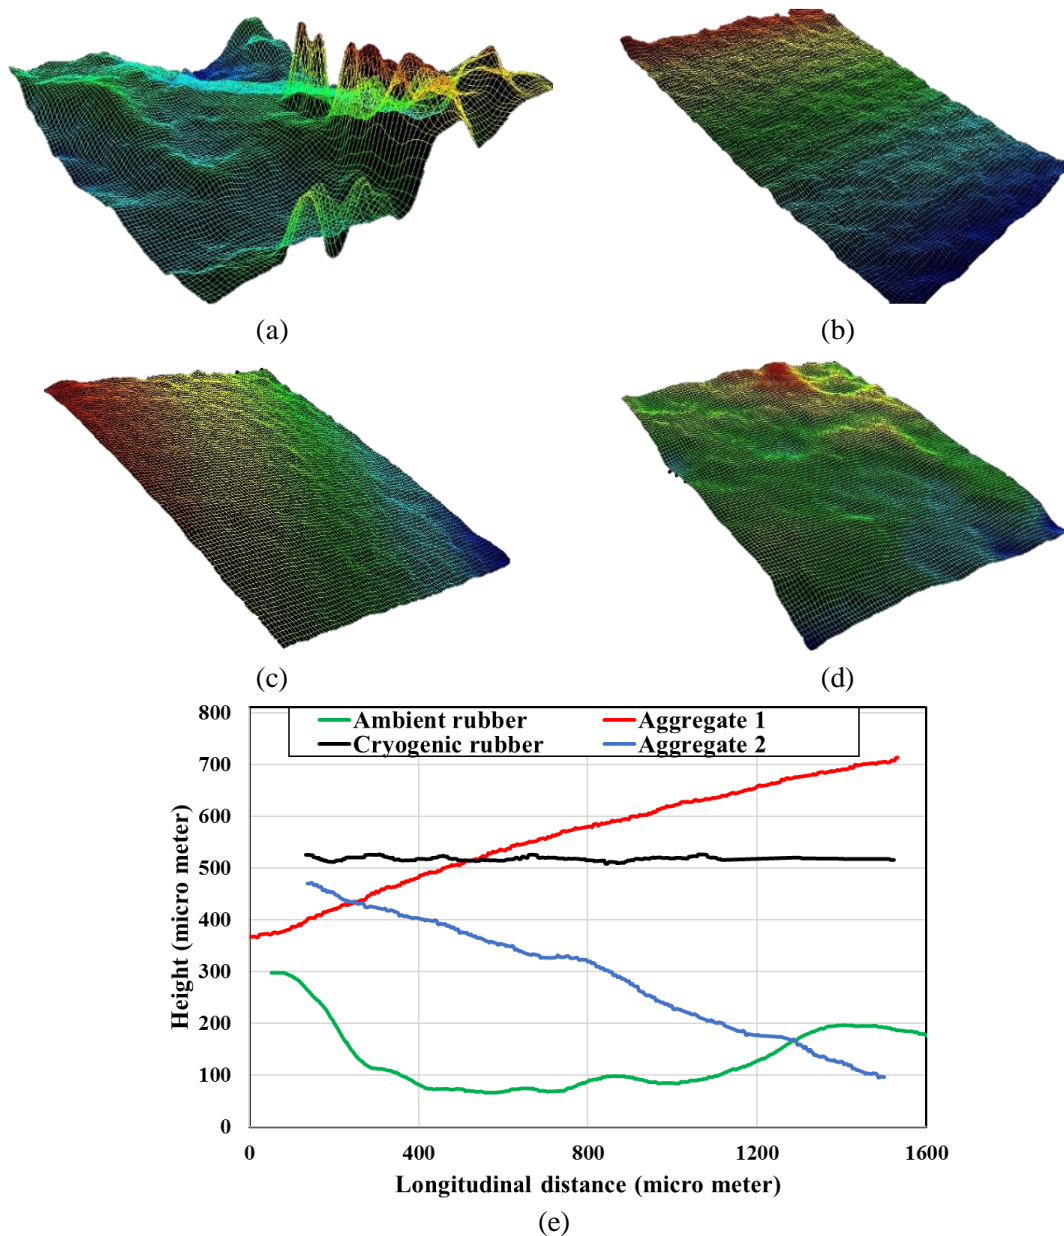 (a)
(b)
(c)
(d)
Ambient rubber
Aggregate 1
Cryogenic rubber
Aggregate 2
Height (micro meter)
800
700
600
500
400
300
200
100
0
0
400
800
1200
1600
Longitudinal distance (micro meter)
(e)